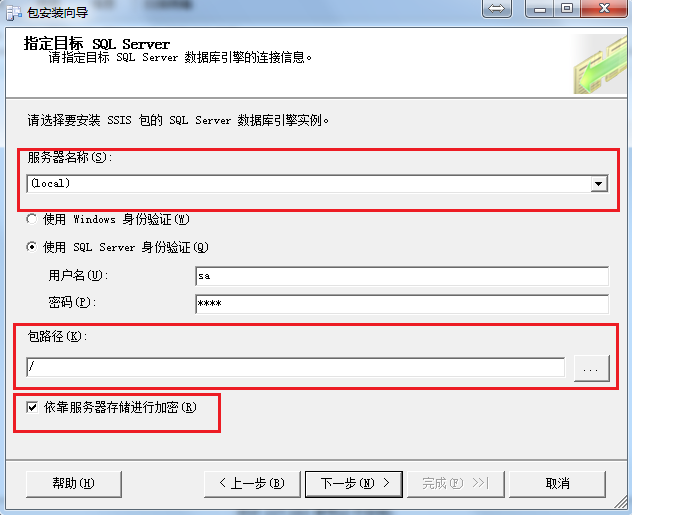 包安装向导
指定目标 SQL Server
请指定目标 SQL Server 数据库引擎的连接信息。
请选择要安装 SSIS 包的 SQL Server 数据库引擎实例。
服务器名称(S):
(local)
使用 Windows 身份验证(W)
使用 SQL Server 身份验证(Q)
用户名(U):
sa
密码(P):
****
包路径(K):
/
...
依靠服务器存储进行加密(R)
帮助(H)
< 上一步(B)
下一步(N) >
完成(F) >>|
取消